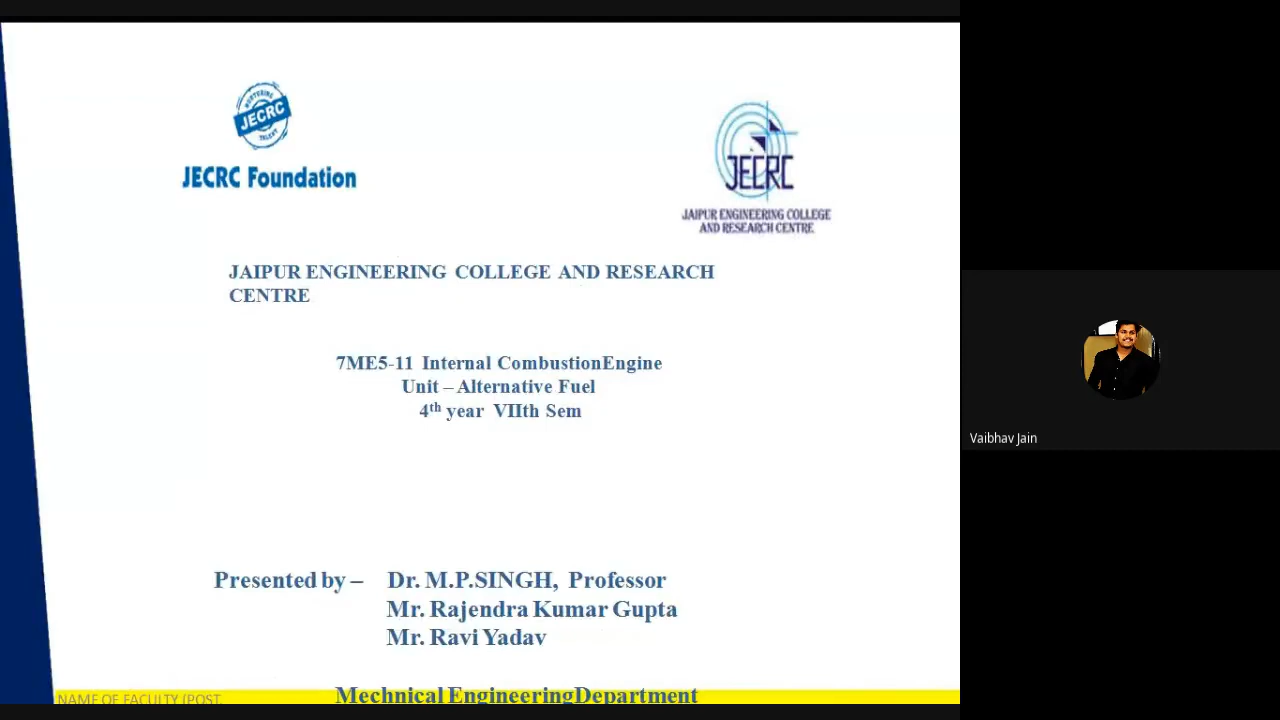 NURTURING
JECRC
TALENT
JECRC Foundation
JECRC
JAIPUR ENGINEERING COLLEGE
AND RESEARCH CENTRE
JAIPUR ENGINEERING COLLEGE AND RESEARCH
CENTRE
7ME5-11 Internal CombustionEngine
Unit – Alternative Fuel
4th year VIIth Sem
Presented by – Dr. M.P.SINGH, Professor
Mr. Rajendra Kumar Gupta
Mr. Ravi Yadav
Mechnical EngineeringDepartment
NAME OF FACULTY (POST,
Vaibhav Jain